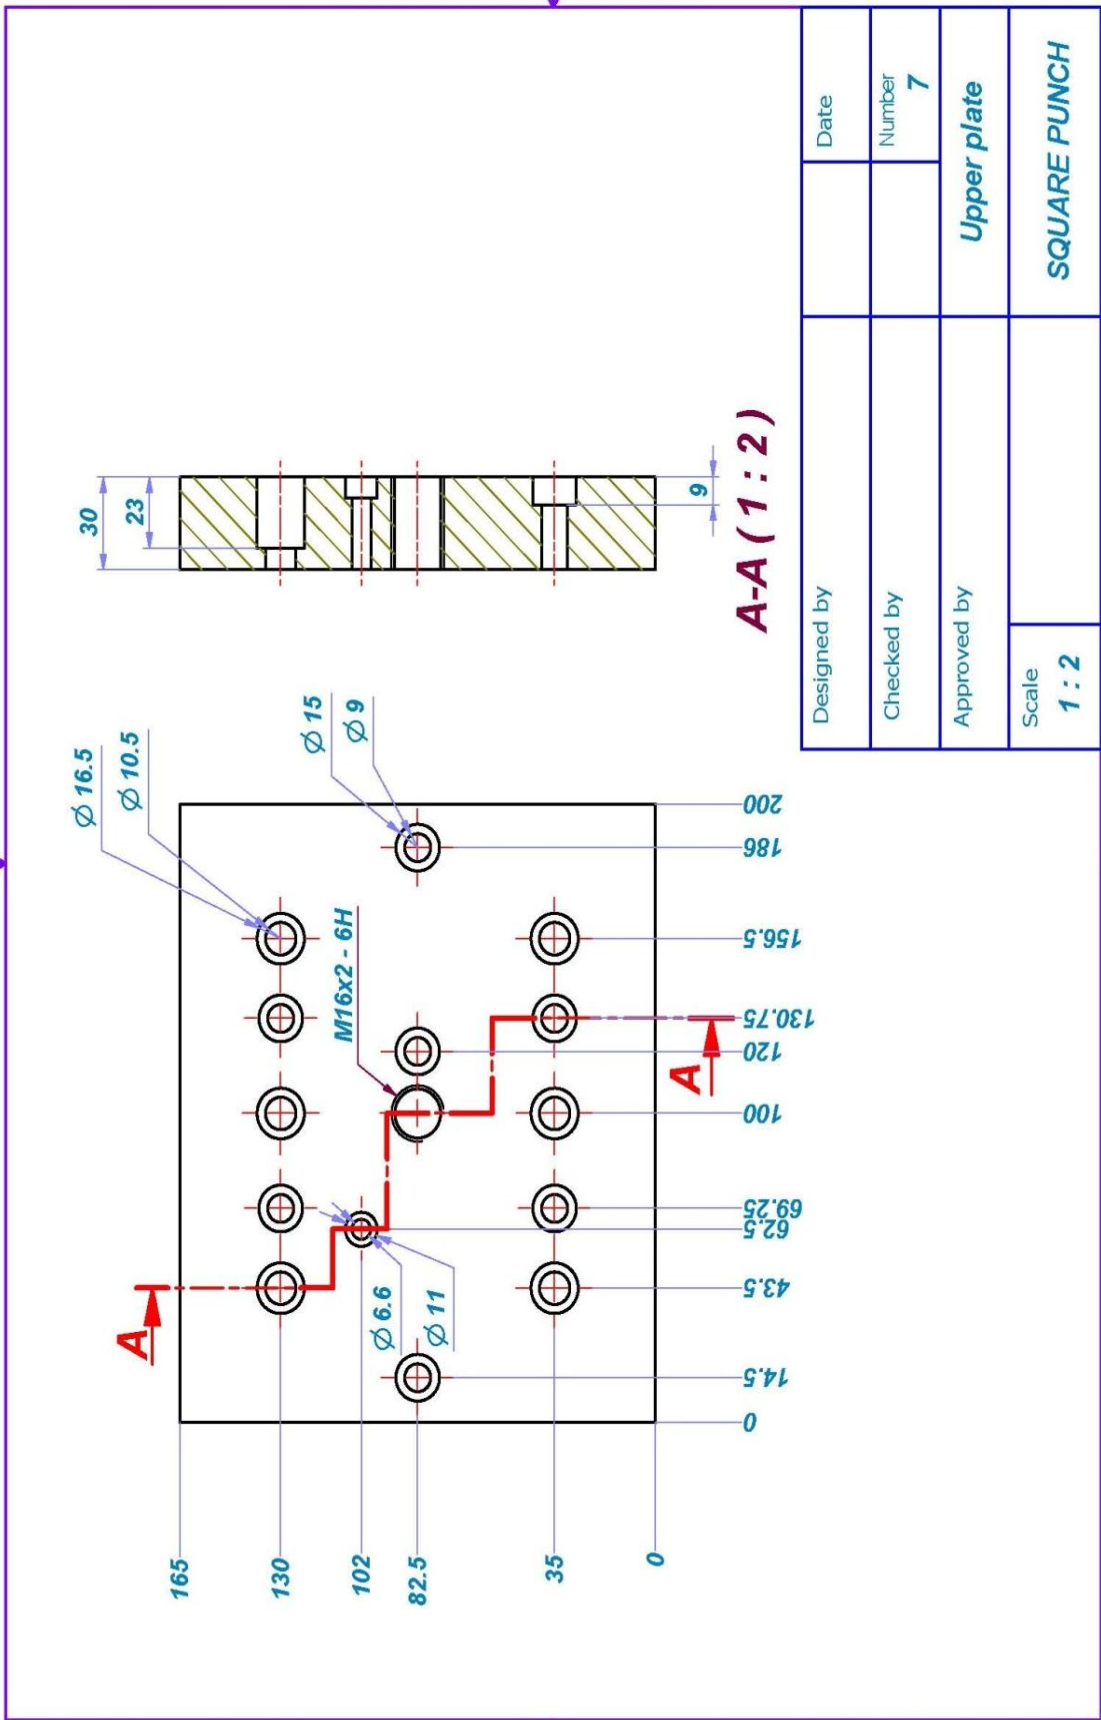 30
23
9
A-A ( 1 : 2 )
Ø 16.5
Ø 10.5
Ø 15
Ø 9
M16x2 - 6H
Ø 6.6
Ø 11
A
A
165
130
102
82.5
35
0
0
14.5
43.5
62.5
69.25
100
120
130.75
156.5
186
200
Designed by
Date
Checked by
Number
7
Approved by
Upper plate
Scale
1 : 2
SQUARE PUNCH